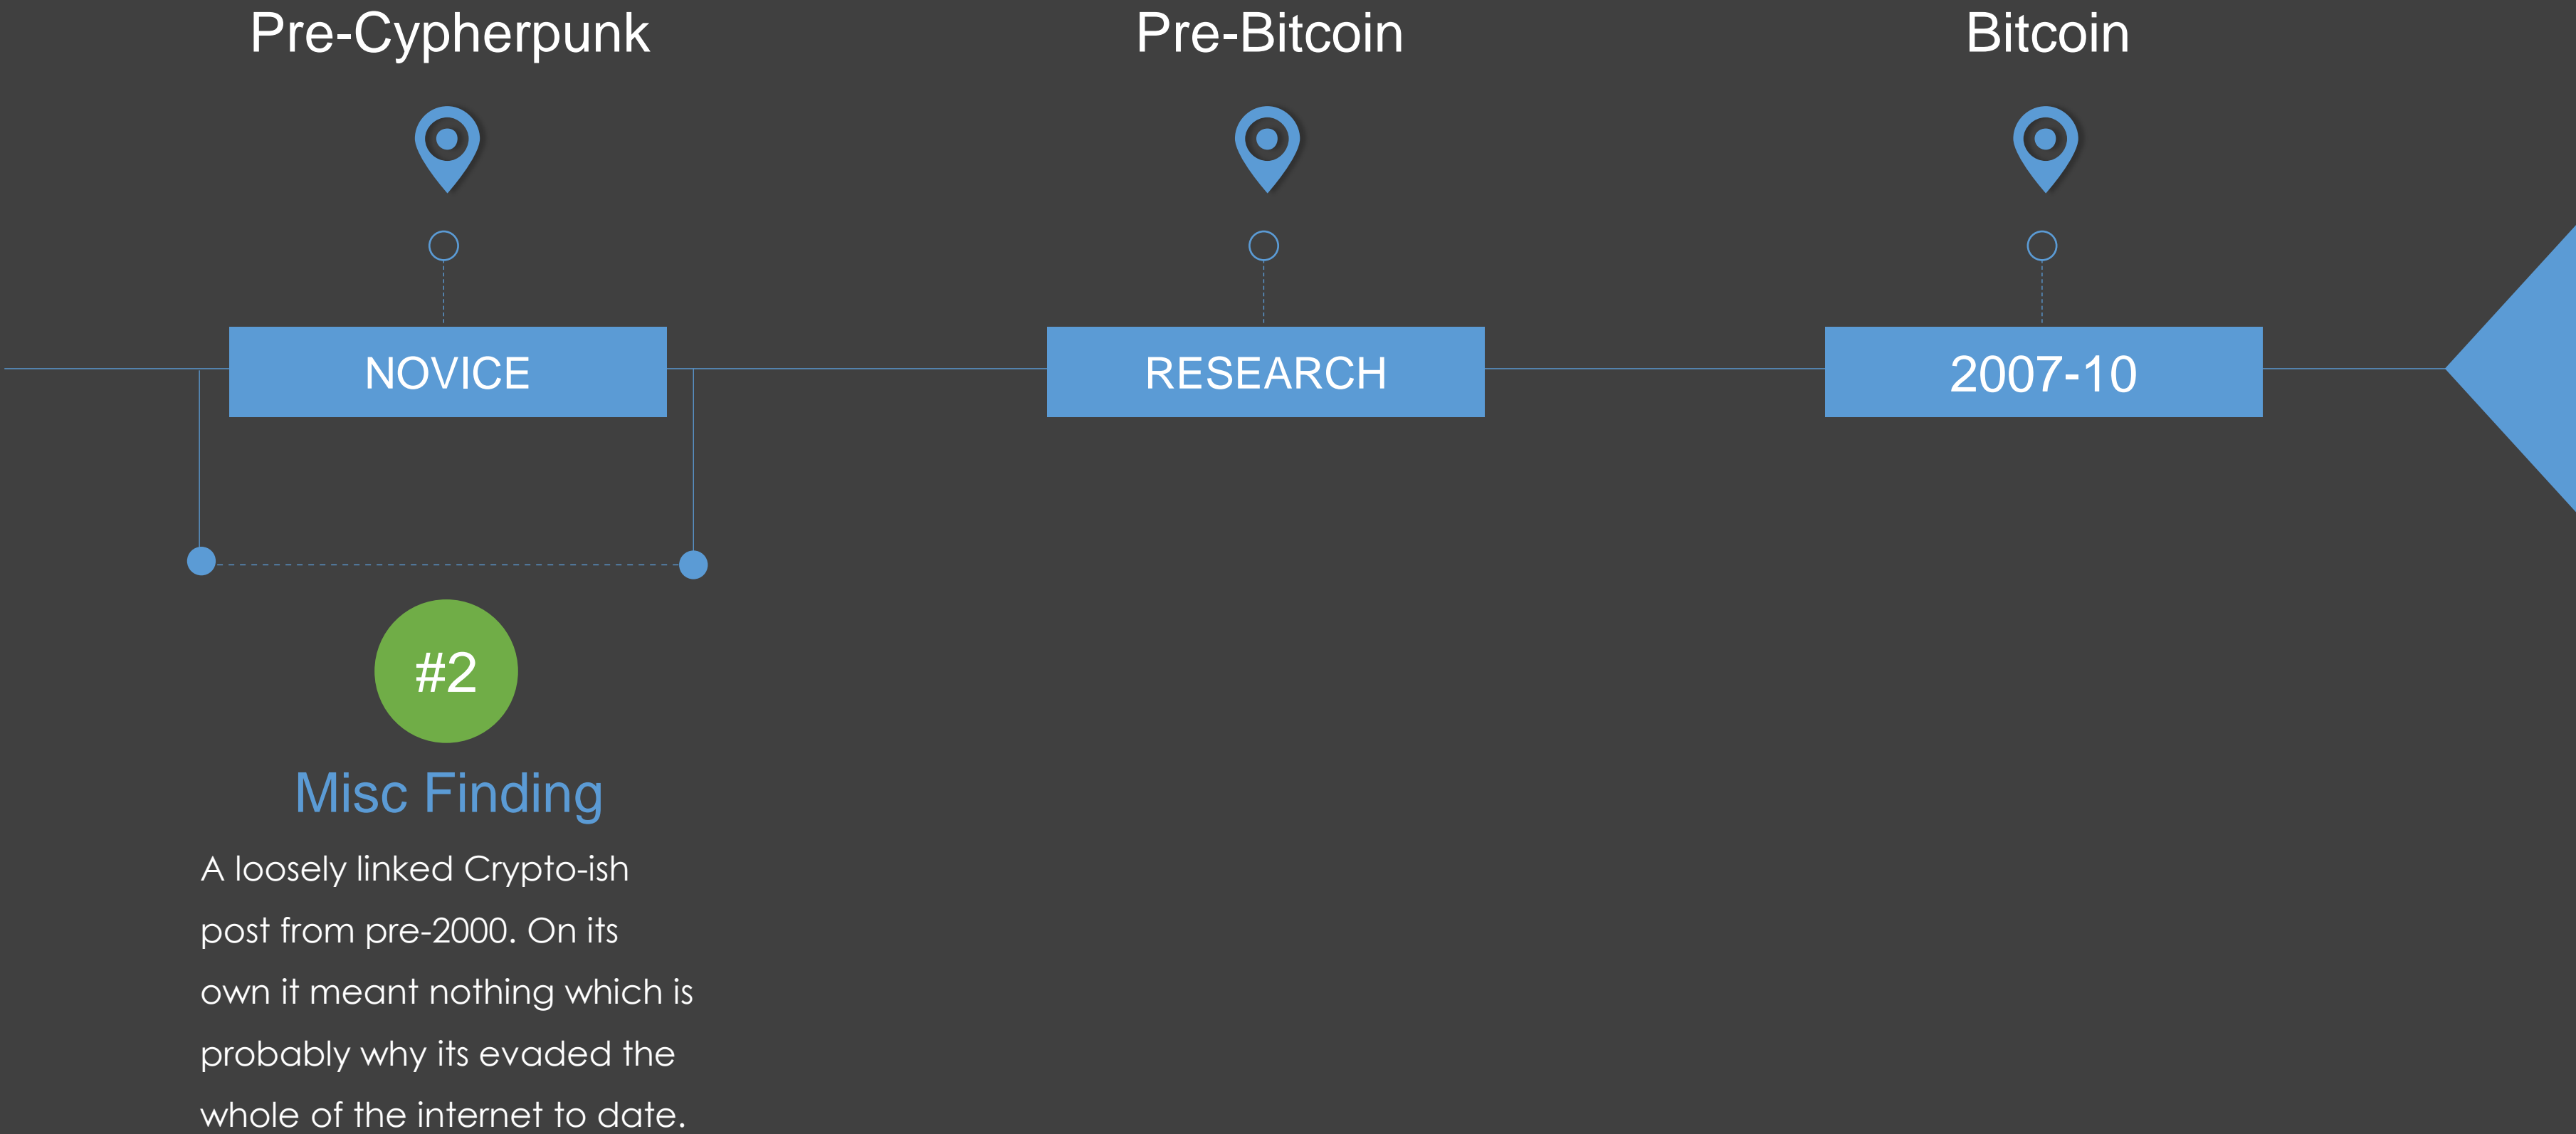 Pre-Cypherpunk
Pre-Bitcoin
Bitcoin
NOVICE
RESEARCH
2007-10
#2
Misc Finding
A loosely linked Crypto-ish
post from pre-2000. On its
own it meant nothing which is
probably why its evaded the
whole of the internet to date.